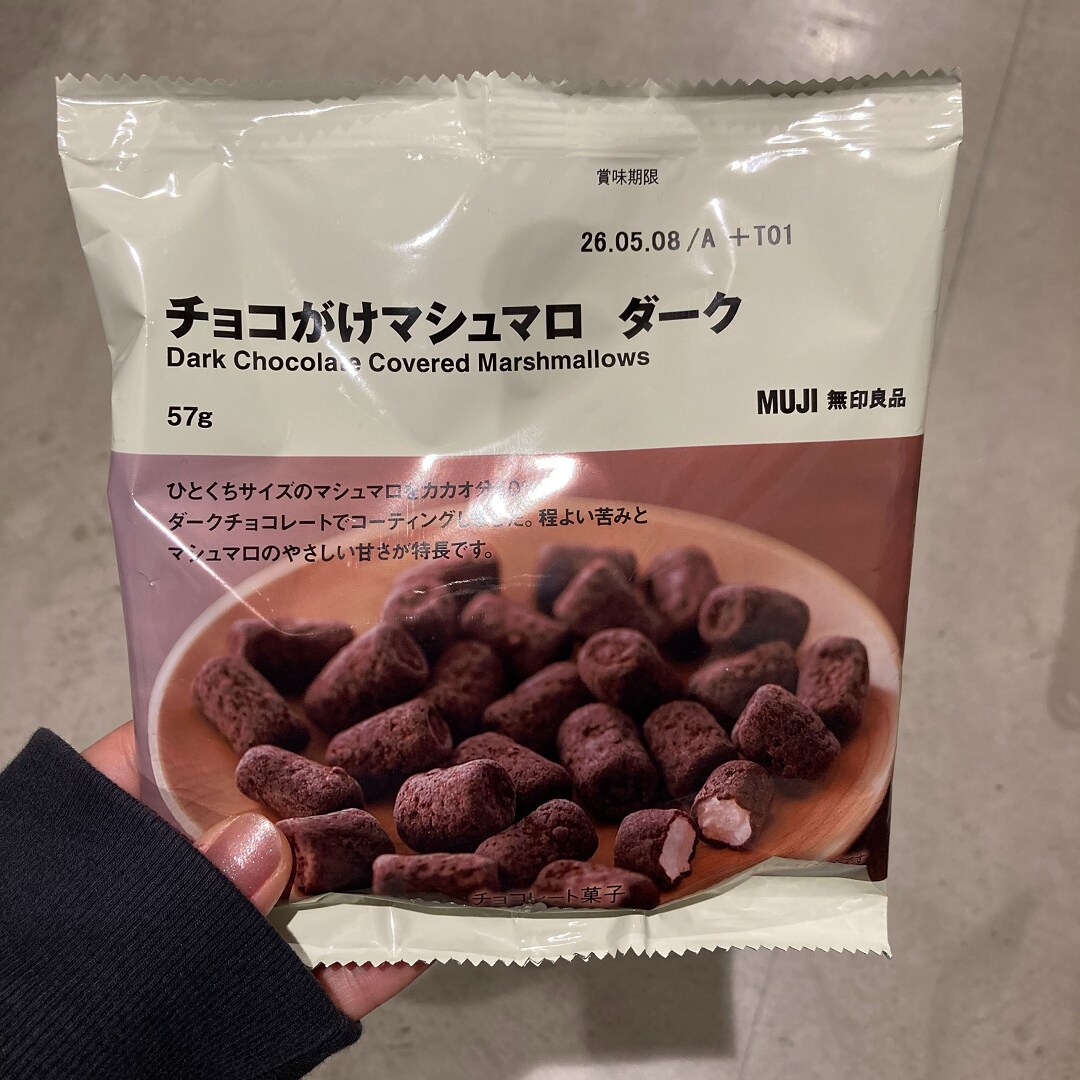 賞味期限
26.05.08/A +T01
チョコがけマシュマロ ダーク
Dark Chocolate Covered Marshmallows
57g
MUJI 無印良品
ひとくちサイズのマシュマロをカカオ分
ダークチョコレートでコーティングしました。程よい苦みと
マシュマロのやさしい甘さが特長です。
チョコレート菓子